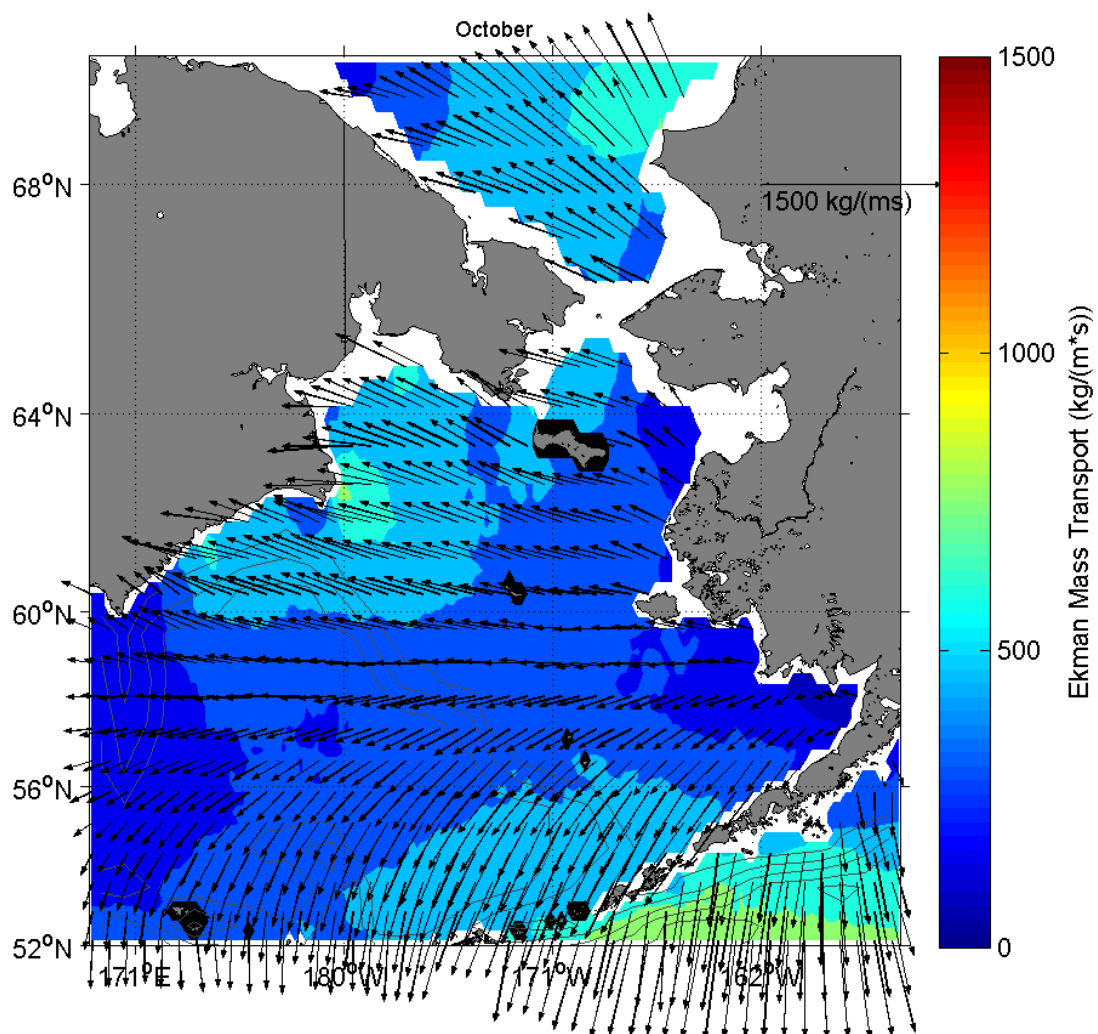 October
1500
68°N
1500 kg/(ms)
1000
64°N
Ekman Mass Transport (kg/(m*s))
500
60°N
56°N
52°N
0
171°E
180°W
171°W
162°W